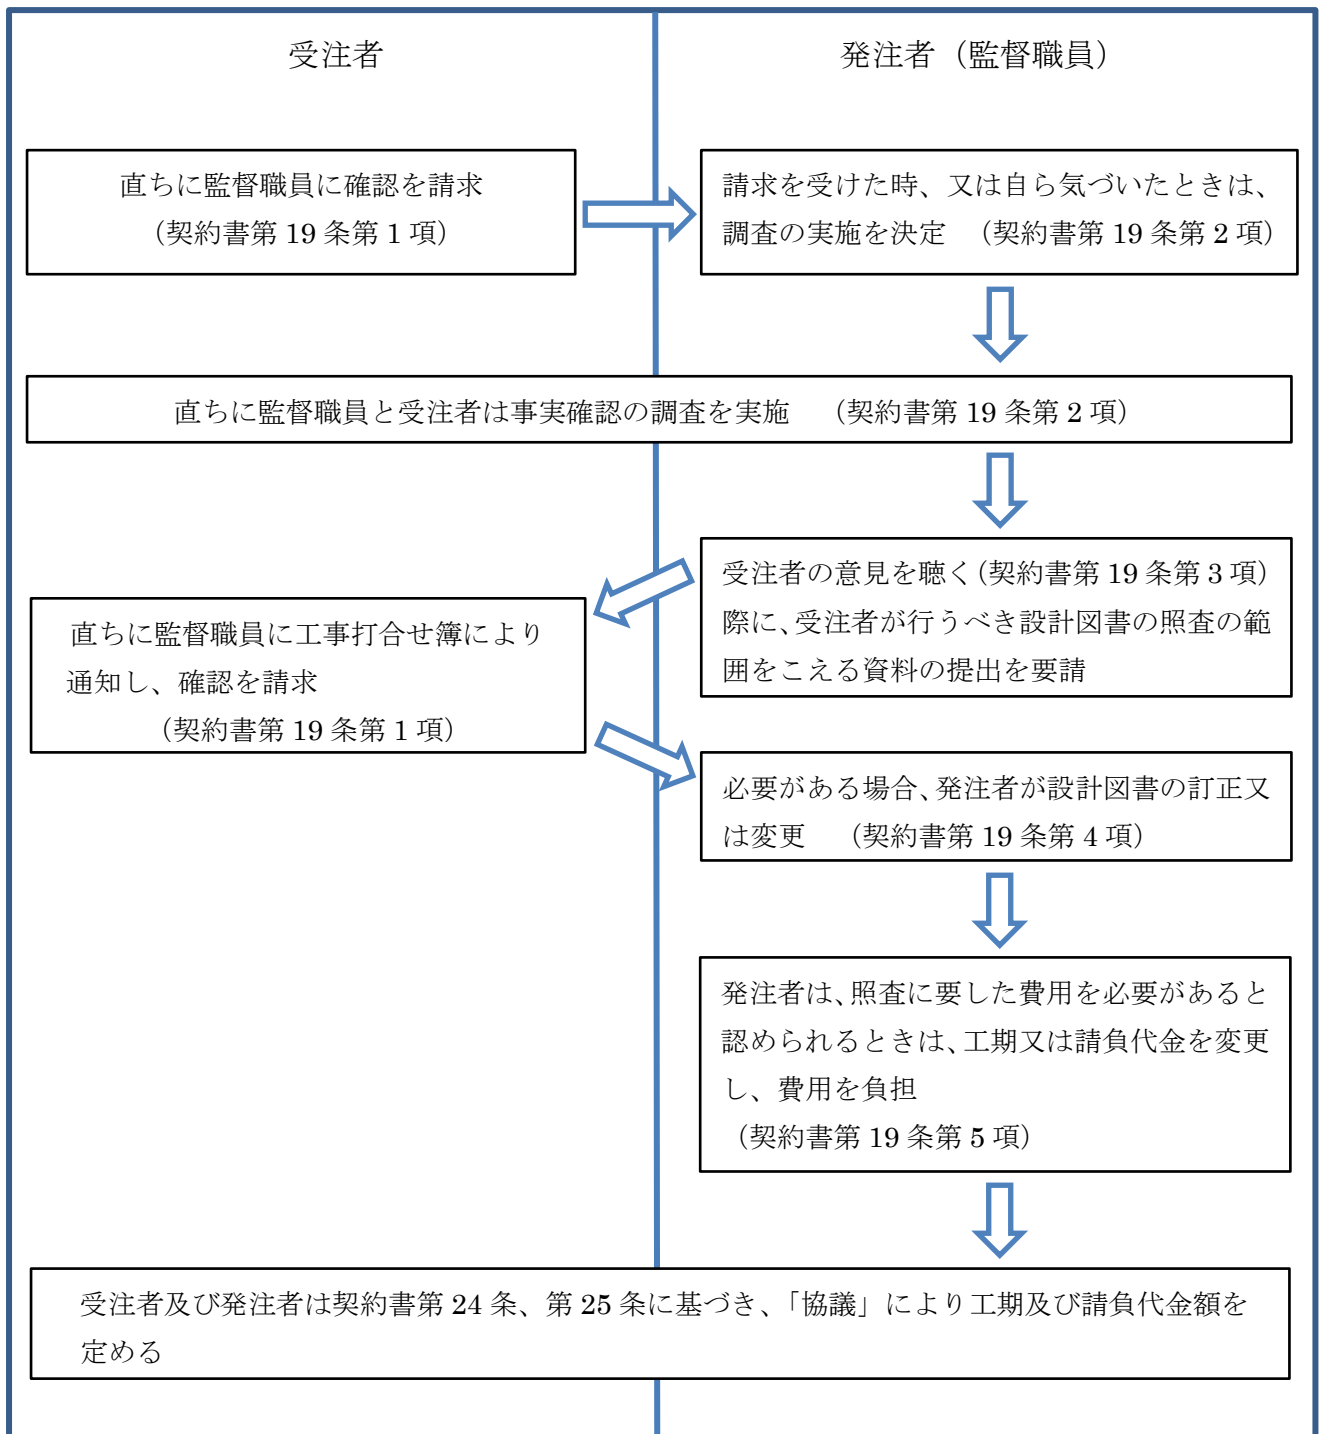 受注者
発注者（監督職員）
直ちに監督職員に確認を請求
（契約書第 19 条第 1 項）
請求を受けた時、又は自ら気づいたときは、
調査の実施を決定　（契約書第 19 条第 2 項）
直ちに監督職員と受注者は事実確認の調査を実施　（契約書第 19 条第 2 項）
受注者の意見を聴く（契約書第 19 条第 3 項）
際に、受注者が行うべき設計図書の照査の範
囲をこえる資料の提出を要請
直ちに監督職員に工事打合せ簿により
通知し、確認を請求
（契約書第 19 条第 1 項）
必要がある場合、発注者が設計図書の訂正又
は変更　（契約書第 19 条第 4 項）
発注者は、照査に要した費用を必要があると
認められるときは、工期又は請負代金を変更
し、費用を負担
（契約書第 19 条第 5 項）
受注者及び発注者は契約書第 24 条、第 25 条に基づき、「協議」により工期及び請負代金額を
定める